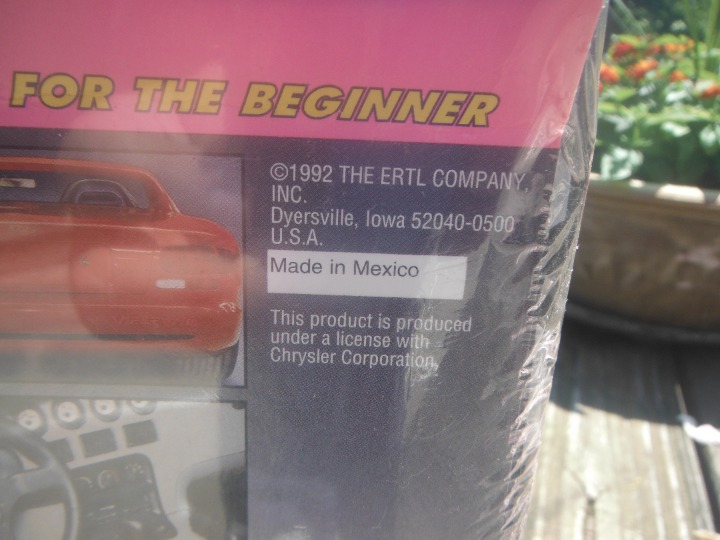 FOR THE BEGINNER
©1992 THE ERTL COMPANY,
INC.
Dyersville, Iowa 52040-0500
U.S.A.
Made in Mexico
This product is produced
under a license with
Chrysler Corporation.